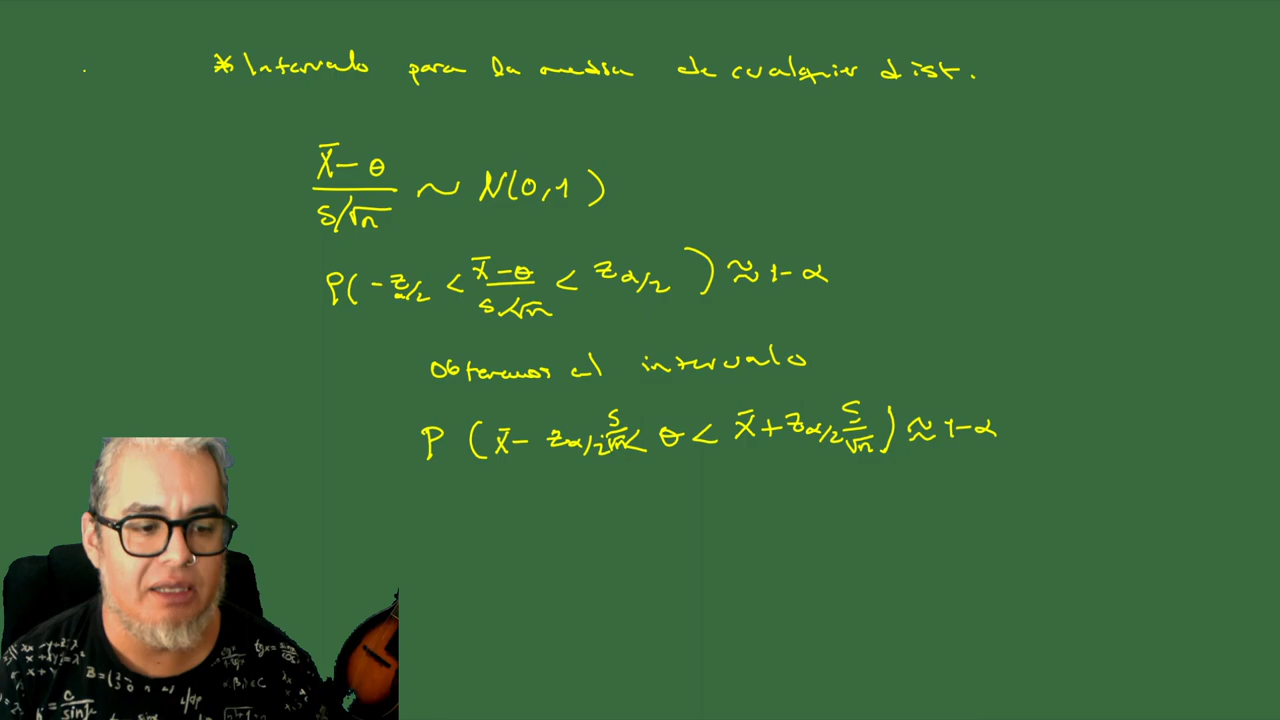 * Intervalo para la media de cualquier dist.
(X̄ − θ) / (S/√n) ~ N(0,1)
P(−z_{α/2} < (X̄ − θ) / (S/√n) < z_{α/2}) ≈ 1−α
Obtenemos el intervalo
P (X̄ − z_{α/2} S/√n < θ < X̄ + z_{α/2} S/√n) ≈ 1−α